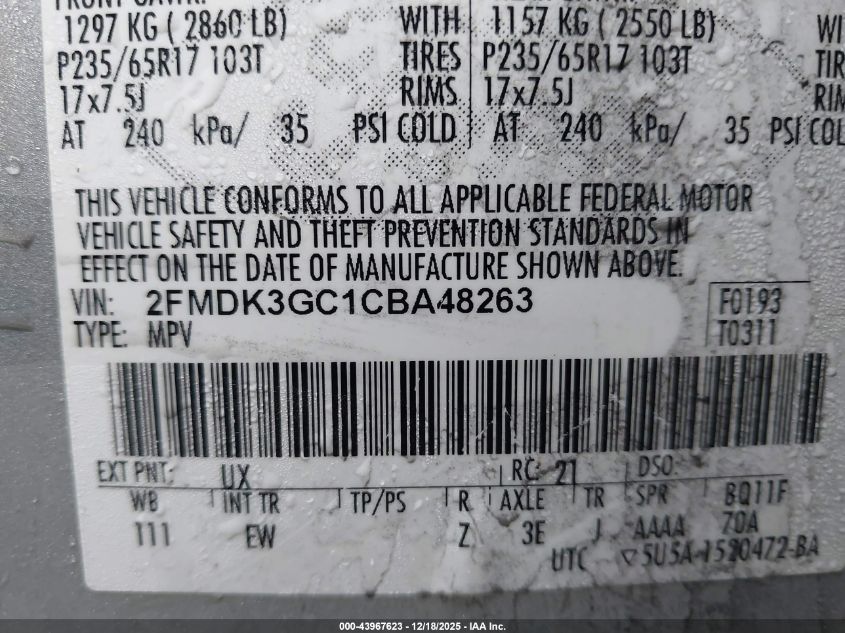 1297 KG ( 2860 LB) WITH 1157 KG ( 2550 LB)
P235/65R17 103T TIRES P235/65R17 103T
17x7.5J RIMS 17x7.5J
AT 240 kPa/ 35 PSI COLD AT 240 kPa/ 35 PSI COL
THIS VEHICLE CONFORMS TO ALL APPLICABLE FEDERAL MOTOR
VEHICLE SAFETY AND THEFT PREVENTION STANDARDS IN
EFFECT ON THE DATE OF MANUFACTURE SHOWN ABOVE.
VIN: 2FMDK3GC1CBA48263 F0193
TYPE: MPV T0311
EXT PNT: UX RC: 21 DSO:
WB INT TR TP/PS R AXLE TR SPR BQ11F
111 EW Z 3E J AAAA 70A
UTC ▽5U5A-1520472-BA
000-43967623 - 12/18/2025 - IAA Inc.